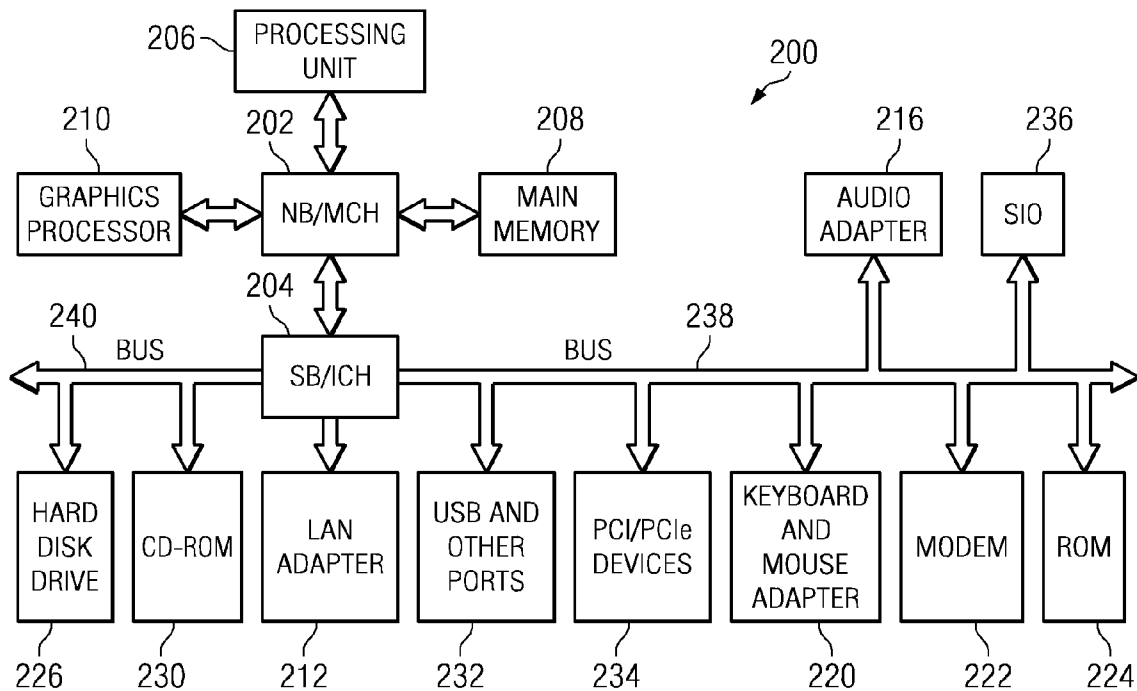 206
PROCESSING
UNIT
200
210
202
208
216
236
GRAPHICS
PROCESSOR
NB/MCH
MAIN
MEMORY
AUDIO
ADAPTER
SIO
204
240
238
BUS
BUS
SB/ICH
HARD
DISK
DRIVE
CD-ROM
LAN
ADAPTER
USB AND
OTHER
PORTS
PCI/PCIe
DEVICES
KEYBOARD
AND
MOUSE
ADAPTER
MODEM
ROM
226
230
212
232
234
220
222
224